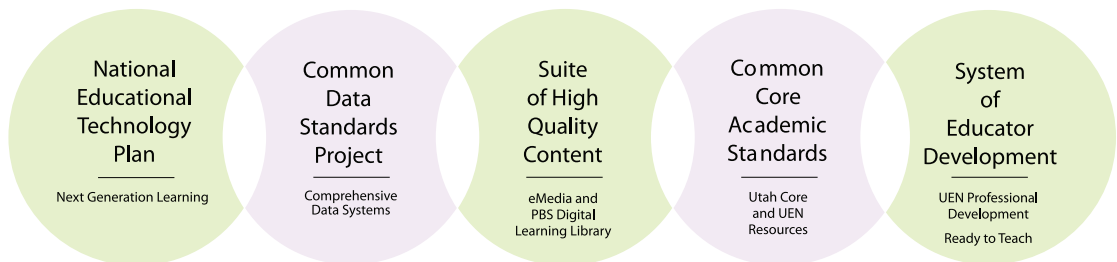 National
Educational
Technology
Plan
Next Generation Learning
Common
Data
Standards
Project
Comprehensive
Data Systems
Suite
of High
Quality
Content
eMedia and
PBS Digital
Learning Library
Common
Core
Academic
Standards
Utah Core
and UEN
Resources
System
of
Educator
Development
UEN Professional
Development
Ready to Teach